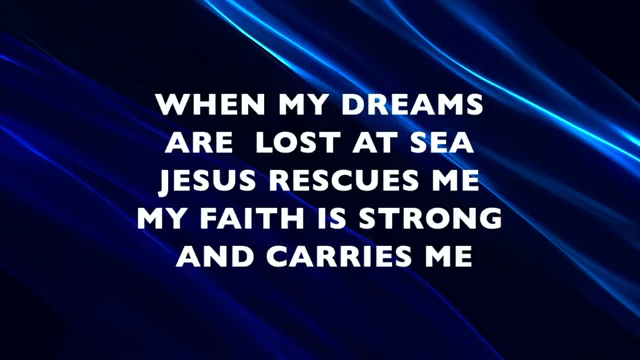 WHEN MY DREAMS
ARE LOST AT SEA
JESUS RESCUES ME
MY FAITH IS STRONG
AND CARRIES ME